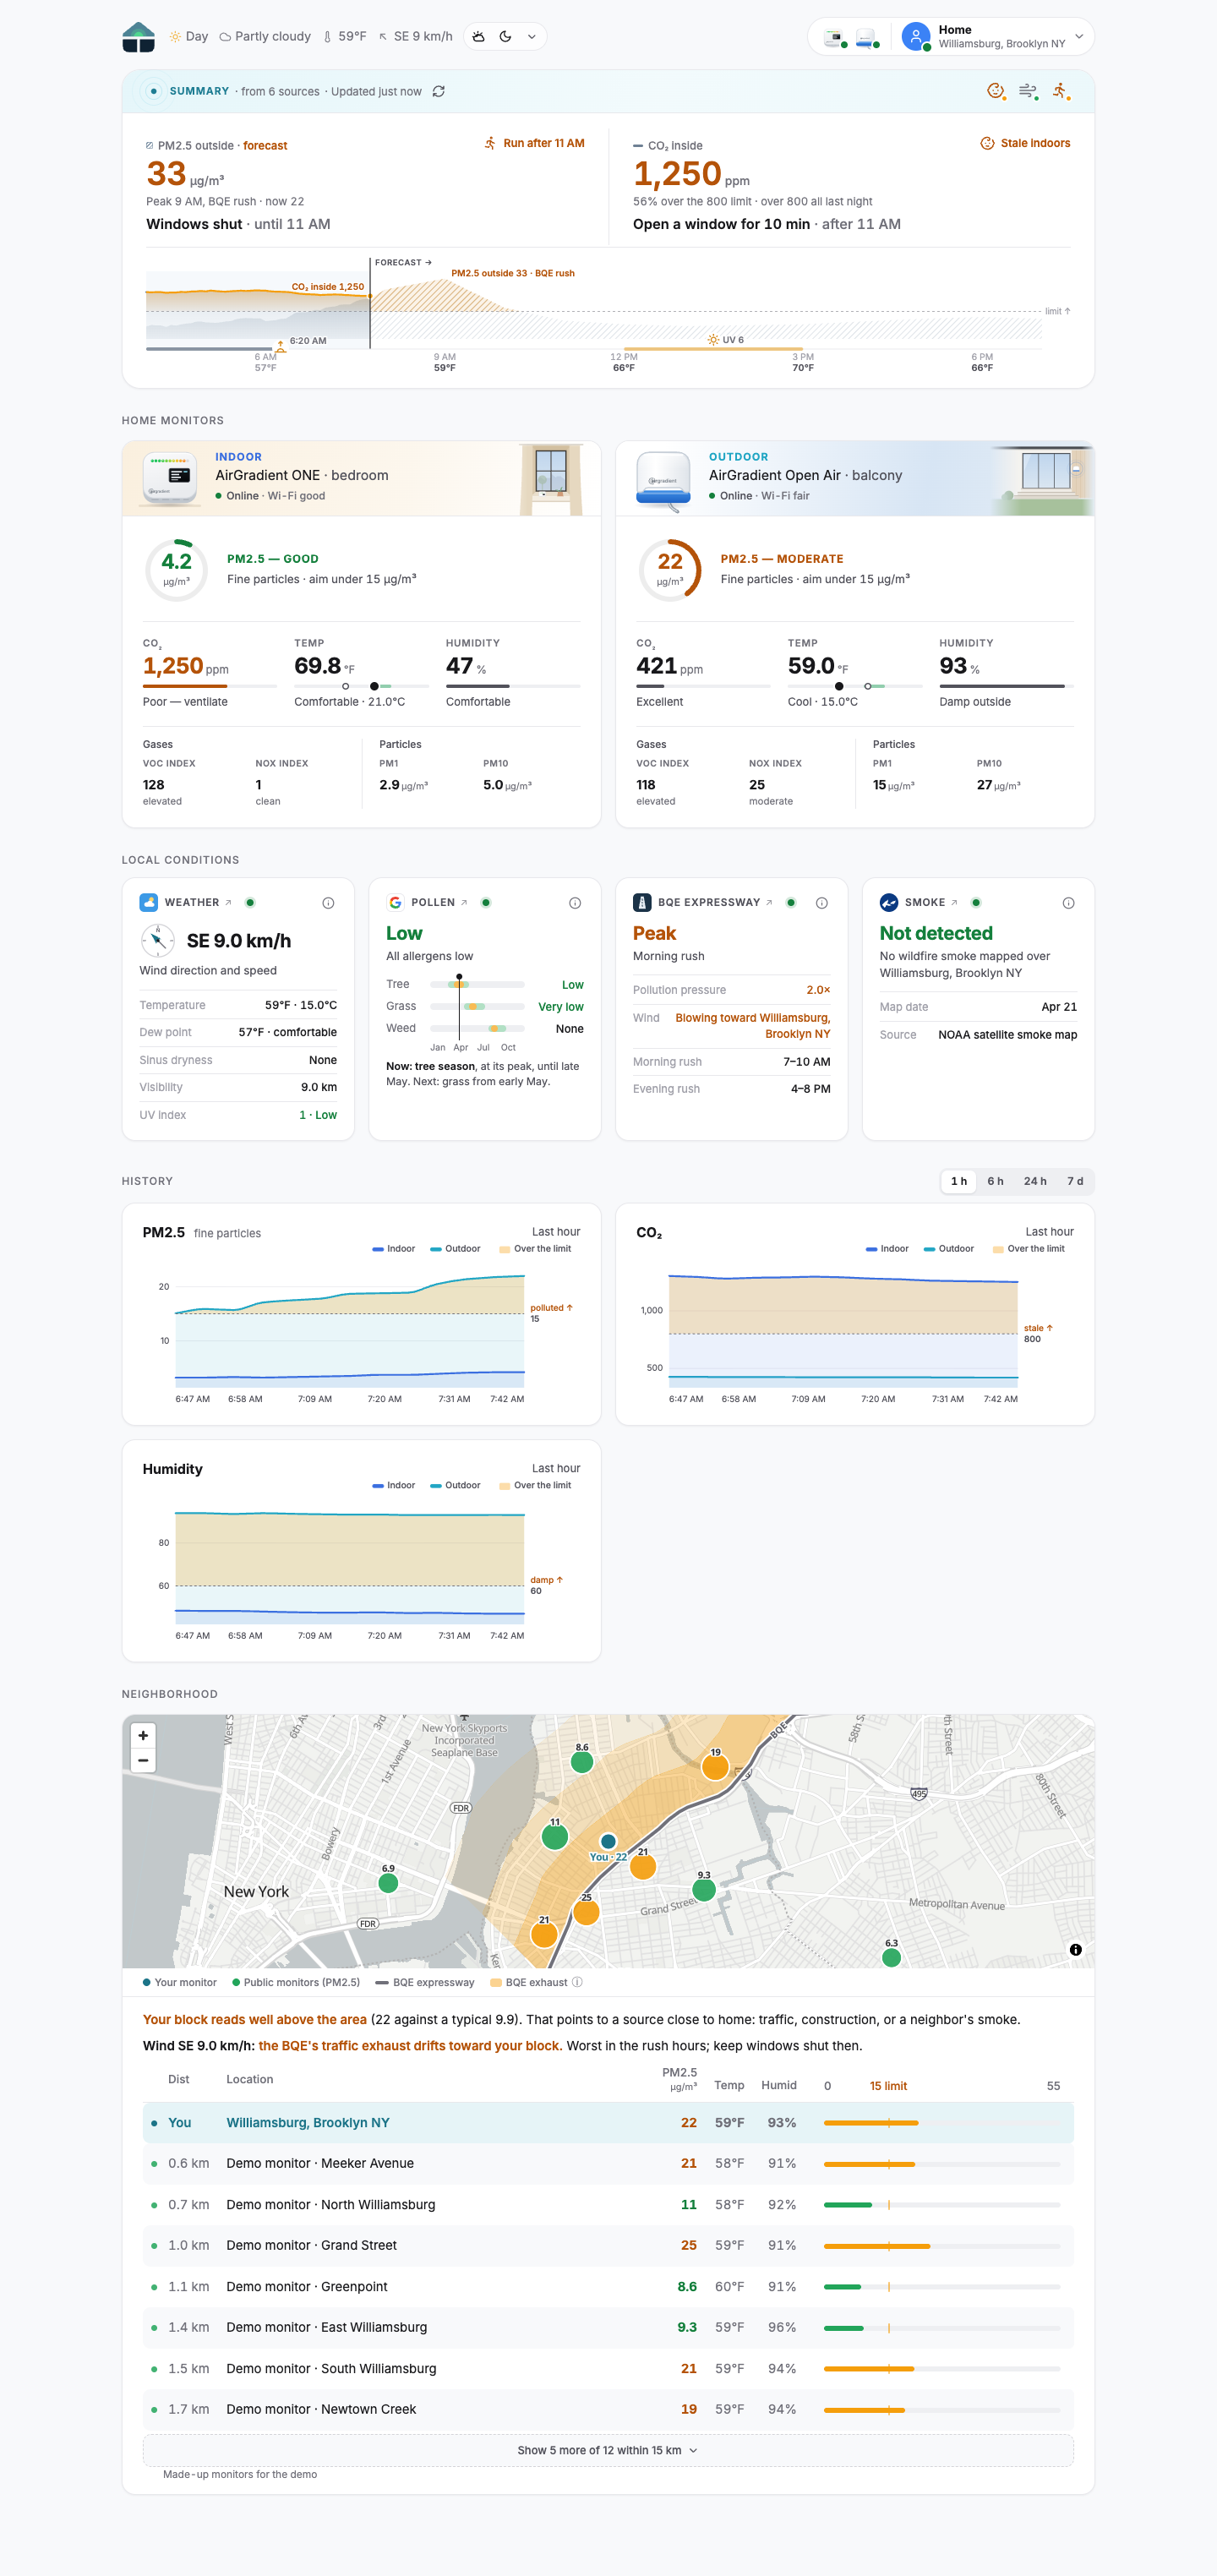 Day Partly cloudy 59°F SE 9 km/h
Home
Williamsburg, Brooklyn NY
SUMMARY · from 6 sources · Updated just now
PM2.5 outside · forecast
Run after 11 AM
33 µg/m³
Peak 9 AM, BQE rush · now 22
Windows shut · until 11 AM
CO₂ inside
Stale indoors
1,250 ppm
56% over the 800 limit · over 800 all last night
Open a window for 10 min · after 11 AM
FORECAST →
PM2.5 outside 33 · BQE rush
CO₂ inside 1,250
limit ↑
6:20 AM
UV 6
6 AM 9 AM 12 PM 3 PM 6 PM
57°F 59°F 66°F 70°F 66°F
HOME MONITORS
INDOOR
AirGradient ONE · bedroom
Online · Wi-Fi good
4.2
µg/m³
PM2.5 — GOOD
Fine particles · aim under 15 µg/m³
CO₂ TEMP HUMIDITY
1,250 ppm 69.8 °F 47 %
Poor — ventilate Comfortable · 21.0°C Comfortable
Gases Particles
VOC INDEX NOX INDEX PM1 PM10
128 1 2.9 µg/m³ 5.0 µg/m³
elevated clean
OUTDOOR
AirGradient Open Air · balcony
Online · Wi-Fi fair
22
µg/m³
PM2.5 — MODERATE
Fine particles · aim under 15 µg/m³
CO₂ TEMP HUMIDITY
421 ppm 59.0 °F 93 %
Excellent Cool · 15.0°C Damp outside
Gases Particles
VOC INDEX NOX INDEX PM1 PM10
118 25 15 µg/m³ 27 µg/m³
elevated moderate
LOCAL CONDITIONS
WEATHER ↗
N
SE 9.0 km/h
Wind direction and speed
Temperature 59°F · 15.0°C
Dew point 57°F · comfortable
Sinus dryness None
Visibility 9.0 km
UV index 1 · Low
POLLEN ↗
Low
All allergens low
Tree Low
Grass Very low
Weed None
Jan Apr Jul Oct
Now: tree season, at its peak, until late
May. Next: grass from early May.
BQE EXPRESSWAY ↗
Peak
Morning rush
Pollution pressure 2.0×
Wind Blowing toward Williamsburg,
Brooklyn NY
Morning rush 7–10 AM
Evening rush 4–8 PM
SMOKE ↗
Not detected
No wildfire smoke mapped over
Williamsburg, Brooklyn NY
Map date Apr 21
Source NOAA satellite smoke map
HISTORY
1 h 6 h 24 h 7 d
PM2.5 fine particles Last hour
Indoor Outdoor Over the limit
20
10
polluted ↑
15
6:47 AM 6:58 AM 7:09 AM 7:20 AM 7:31 AM 7:42 AM
CO₂ Last hour
Indoor Outdoor Over the limit
1,000
500
stale ↑
800
6:47 AM 6:58 AM 7:09 AM 7:20 AM 7:31 AM 7:42 AM
Humidity Last hour
Indoor Outdoor Over the limit
80
60
damp ↑
60
6:47 AM 6:58 AM 7:09 AM 7:20 AM 7:31 AM 7:42 AM
NEIGHBORHOOD
+
−
West S
6th Av
3rd
1st Avenue
New York Skyports
Incorporated
Seaplane Base
BQE
58th S
th Street
80th Street
495
8.6
19
FDR
11
You · 22
21
Bowery
6.9
9.3
New York
25
Grand Street
Metropolitan Avenue
FDR
21
Ken
6.3
Your monitor Public monitors (PM2.5) BQE expressway BQE exhaust
Your block reads well above the area (22 against a typical 9.9). That points to a source close to home: traffic, construction, or a neighbor's smoke.
Wind SE 9.0 km/h: the BQE's traffic exhaust drifts toward your block. Worst in the rush hours; keep windows shut then.
Dist Location PM2.5 µg/m³ Temp Humid 0 15 limit 55
You Williamsburg, Brooklyn NY 22 59°F 93%
0.6 km Demo monitor · Meeker Avenue 21 58°F 91%
0.7 km Demo monitor · North Williamsburg 11 58°F 92%
1.0 km Demo monitor · Grand Street 25 59°F 91%
1.1 km Demo monitor · Greenpoint 8.6 60°F 91%
1.4 km Demo monitor · East Williamsburg 9.3 59°F 96%
1.5 km Demo monitor · South Williamsburg 21 59°F 94%
1.7 km Demo monitor · Newtown Creek 19 59°F 94%
Show 5 more of 12 within 15 km
Made-up monitors for the demo